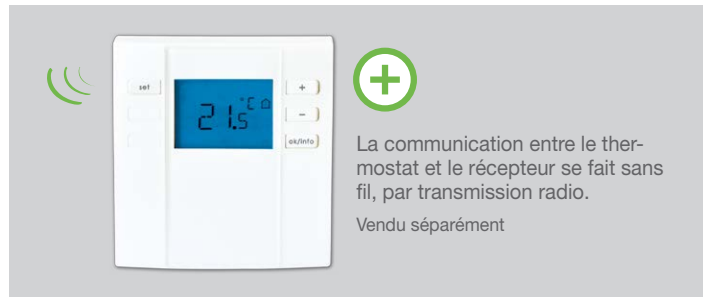 set
+
°C
21.5
-
ok/info
La communication entre le ther-
mostat et le récepteur se fait sans
fil, par transmission radio.
Vendu séparément